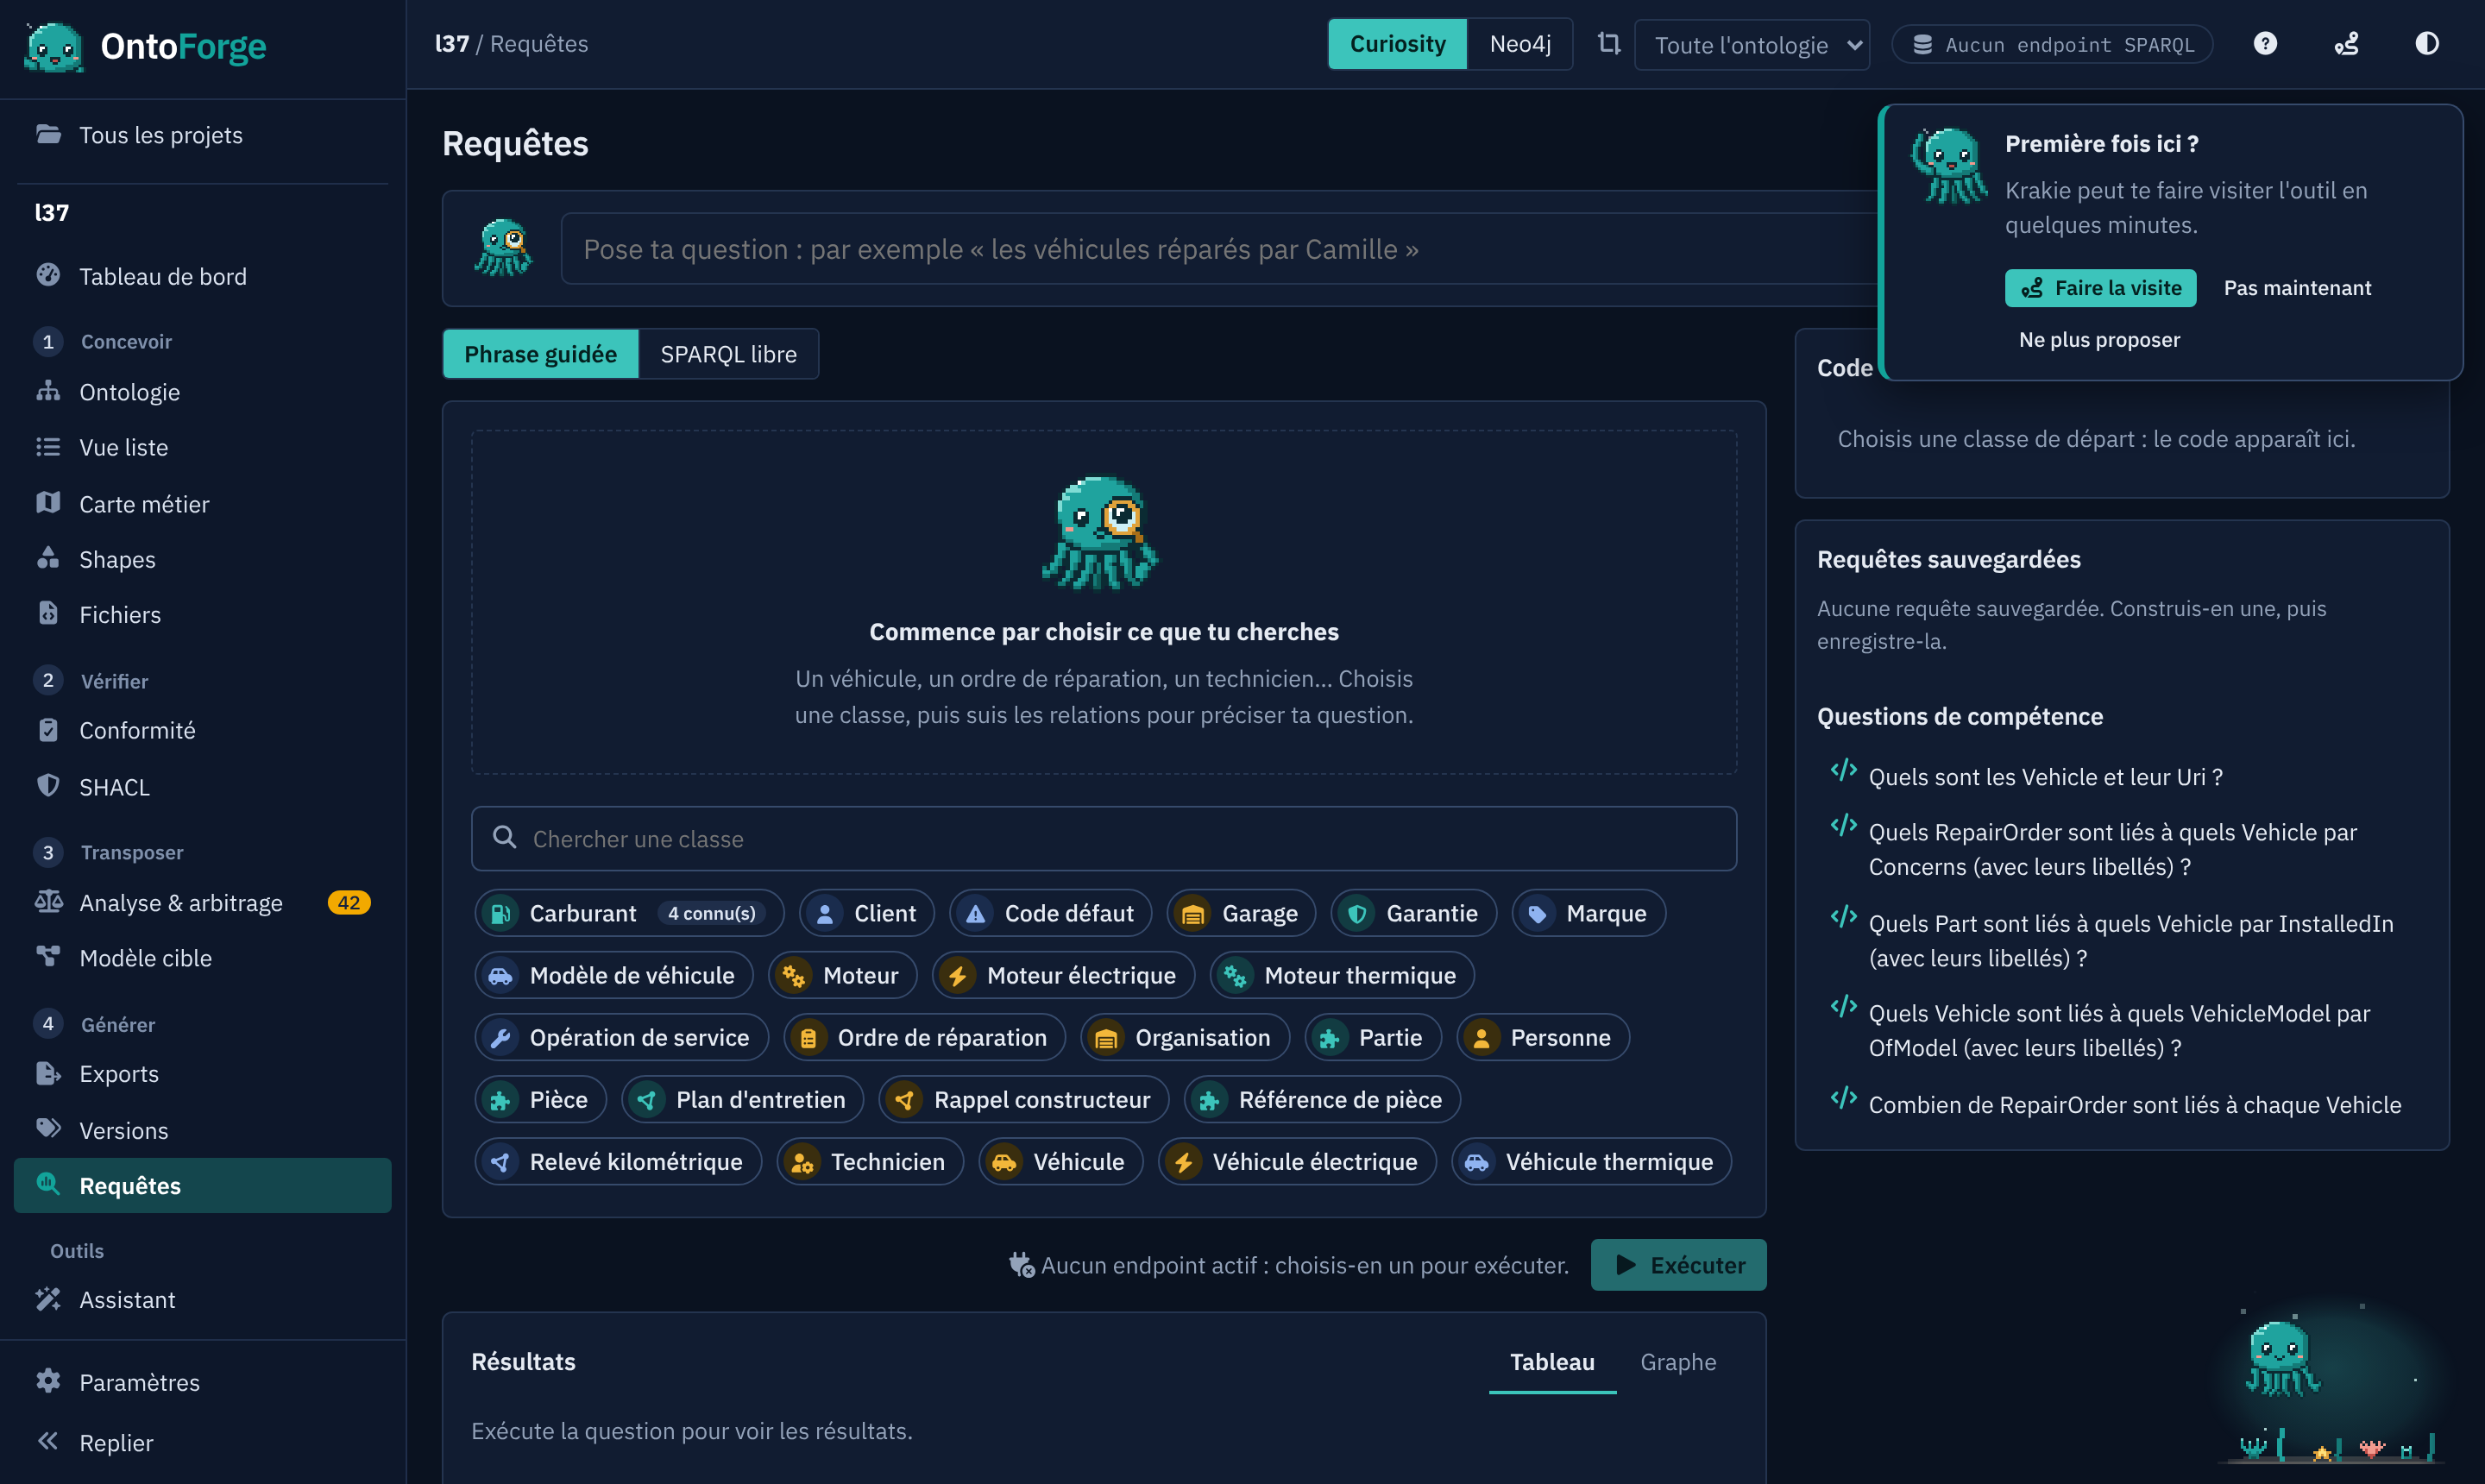 OntoForge
Tous les projets
l37
Tableau de bord
1 Concevoir
Ontologie
Vue liste
Carte métier
Shapes
Fichiers
2 Vérifier
Conformité
SHACL
3 Transposer
Analyse & arbitrage 42
Modèle cible
4 Générer
Exports
Versions
Requêtes
Outils
Assistant
Paramètres
Replier
l37 / Requêtes
Curiosity Neo4j Toute l'ontologie Aucun endpoint SPARQL
Requêtes
Pose ta question : par exemple « les véhicules réparés par Camille »
Première fois ici ?
Krakie peut te faire visiter l'outil en
quelques minutes.
Faire la visite Pas maintenant
Ne plus proposer
Phrase guidée SPARQL libre
Commence par choisir ce que tu cherches
Un véhicule, un ordre de réparation, un technicien... Choisis
une classe, puis suis les relations pour préciser ta question.
Chercher une classe
Carburant 4 connu(s) Client Code défaut Garage Garantie Marque
Modèle de véhicule Moteur Moteur électrique Moteur thermique
Opération de service Ordre de réparation Organisation Partie Personne
Pièce Plan d'entretien Rappel constructeur Référence de pièce
Relevé kilométrique Technicien Véhicule Véhicule électrique Véhicule thermique
Aucun endpoint actif : choisis-en un pour exécuter. Exécuter
Résultats Tableau Graphe
Exécute la question pour voir les résultats.
Code
Choisis une classe de départ : le code apparaît ici.
Requêtes sauvegardées
Aucune requête sauvegardée. Construis-en une, puis
enregistre-la.
Questions de compétence
Quels sont les Vehicle et leur Uri ?
Quels RepairOrder sont liés à quels Vehicle par
Concerns (avec leurs libellés) ?
Quels Part sont liés à quels Vehicle par InstalledIn
(avec leurs libellés) ?
Quels Vehicle sont liés à quels VehicleModel par
OfModel (avec leurs libellés) ?
Combien de RepairOrder sont liés à chaque Vehicle